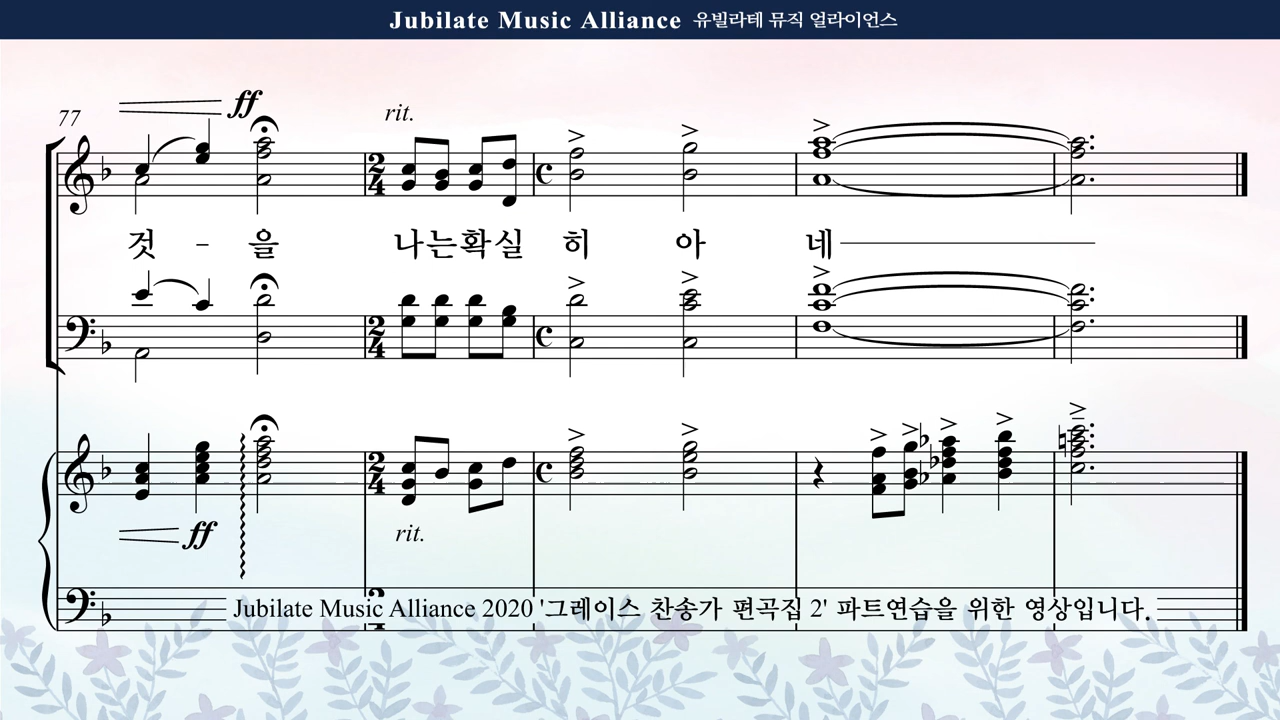 Jubilate Music Alliance 유빌라테 뮤직 얼라이언스
77
ff
rit.
것 - 을 나는확실 히 아 네
ff
rit.
Jubilate Music Alliance 2020 '그레이스 찬송가 편곡집 2' 파트연습을 위한 영상입니다.